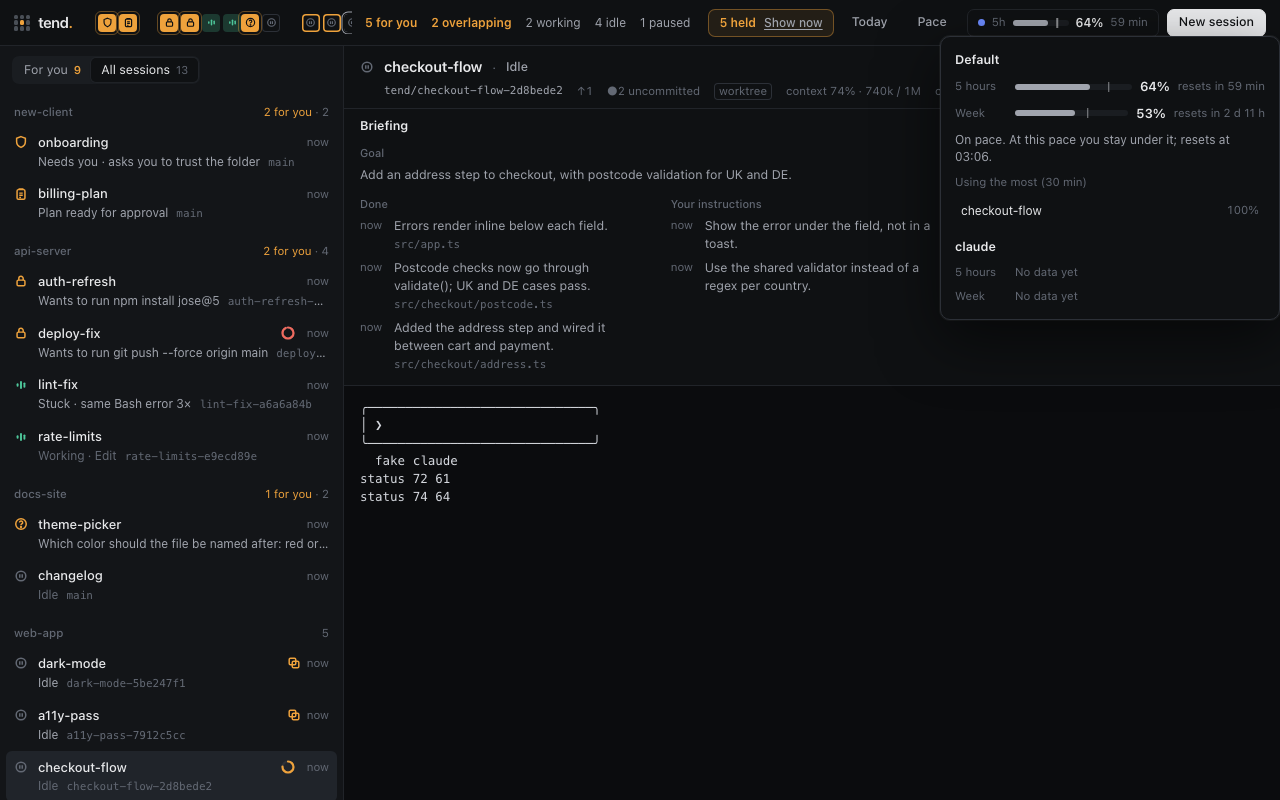 tend.
5 for you 2 overlapping 2 working 4 idle 1 paused
5 held Show now
Today
Pace
5h 64% 59 min
New session
For you 9
All sessions 13
new-client 2 for you · 2
onboarding now
Needs you · asks you to trust the folder main
billing-plan now
Plan ready for approval main
api-server 2 for you · 4
auth-refresh now
Wants to run npm install jose@5 auth-refresh-…
deploy-fix now
Wants to run git push --force origin main deploy…
lint-fix now
Stuck · same Bash error 3× lint-fix-a6a6a84b
rate-limits now
Working · Edit rate-limits-e9ecd89e
docs-site 1 for you · 2
theme-picker now
Which color should the file be named after: red or…
changelog now
Idle main
web-app 5
dark-mode now
Idle dark-mode-5be247f1
a11y-pass now
Idle a11y-pass-7912c5cc
checkout-flow now
Idle checkout-flow-2d8bede2
checkout-flow · Idle
tend/checkout-flow-2d8bede2 ↑1 2 uncommitted worktree context 74% · 740k / 1M
Briefing
Goal
Add an address step to checkout, with postcode validation for UK and DE.
Done
now Errors render inline below each field.
src/app.ts
now Postcode checks now go through
validate(); UK and DE cases pass.
src/checkout/postcode.ts
now Added the address step and wired it
between cart and payment.
src/checkout/address.ts
Your instructions
now Show the error under the field, not in a
toast.
now Use the shared validator instead of a
regex per country.
❯
fake claude
status 72 61
status 74 64
Default
5 hours 64% resets in 59 min
Week 53% resets in 2 d 11 h
On pace. At this pace you stay under it; resets at
03:06.
Using the most (30 min)
checkout-flow 100%
claude
5 hours No data yet
Week No data yet